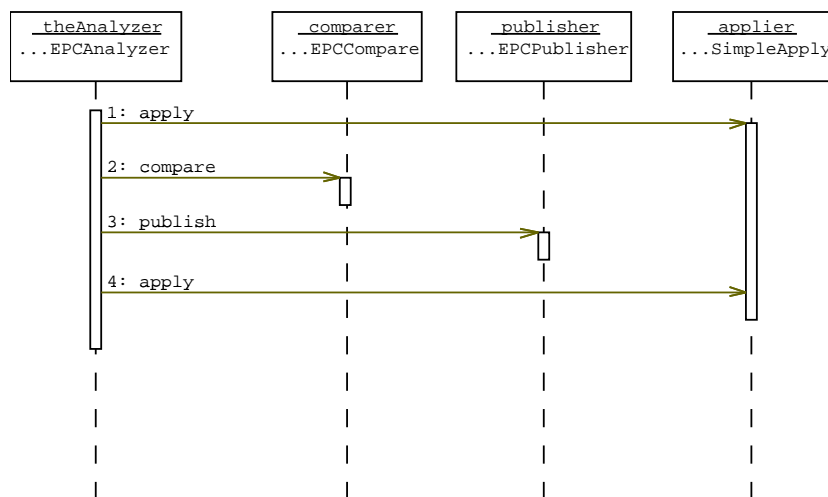 theAnalyzer
...EPCAnalyzer
comparer
...EPCCompare
publisher
...EPCPublisher
applier
...SimpleApply
1: apply
2: compare
3: publish
4: apply